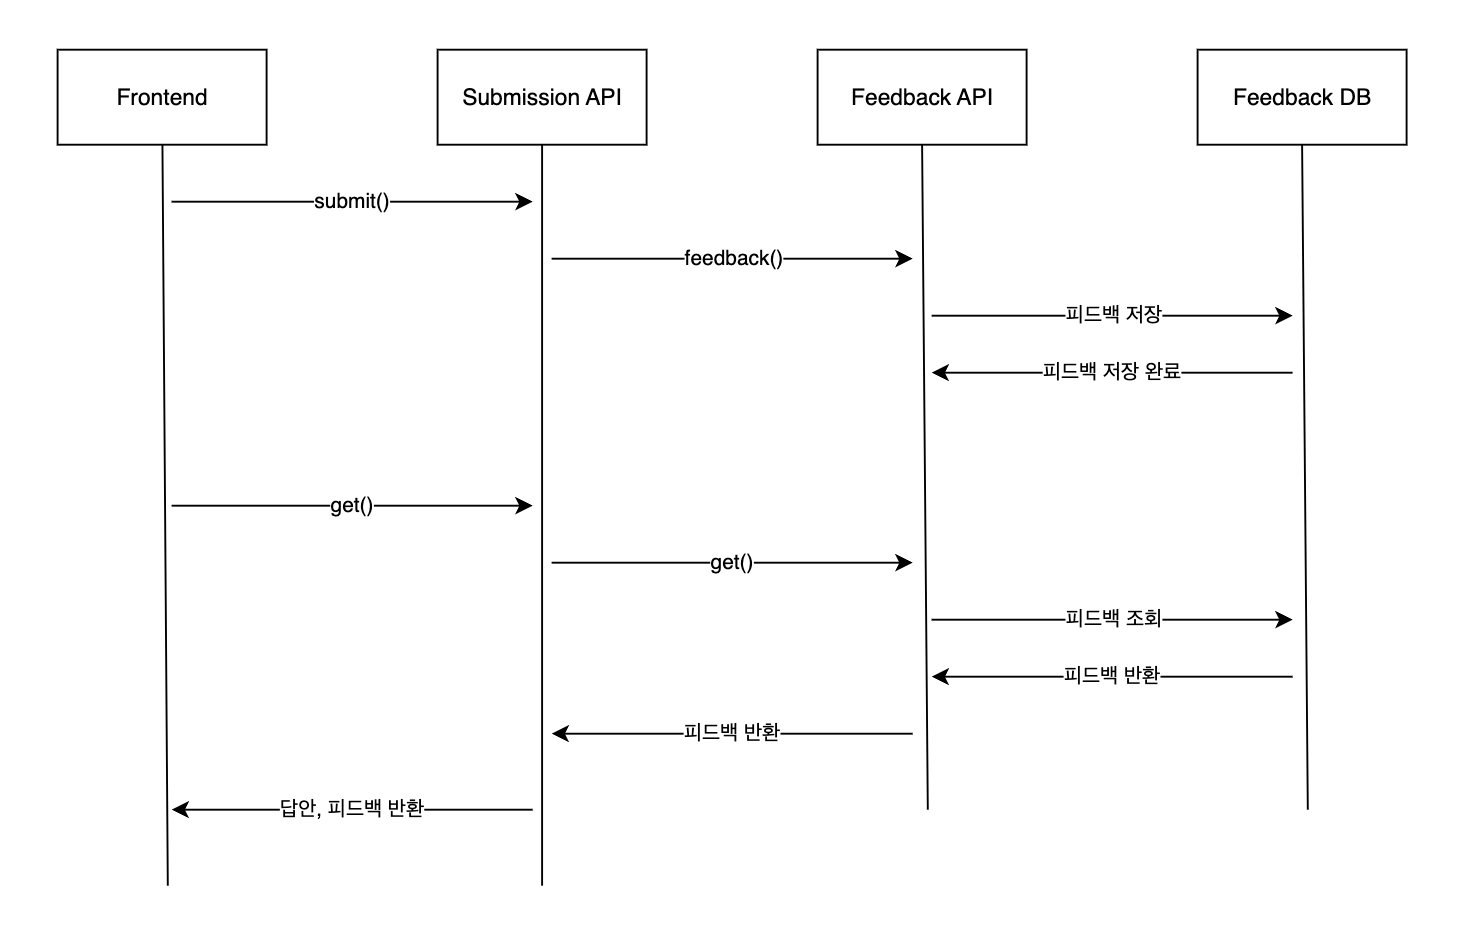 Frontend
Submission API
Feedback API
Feedback DB
submit()
feedback()
피드백 저장
피드백 저장 완료
get()
get()
피드백 조회
피드백 반환
피드백 반환
답안, 피드백 반환